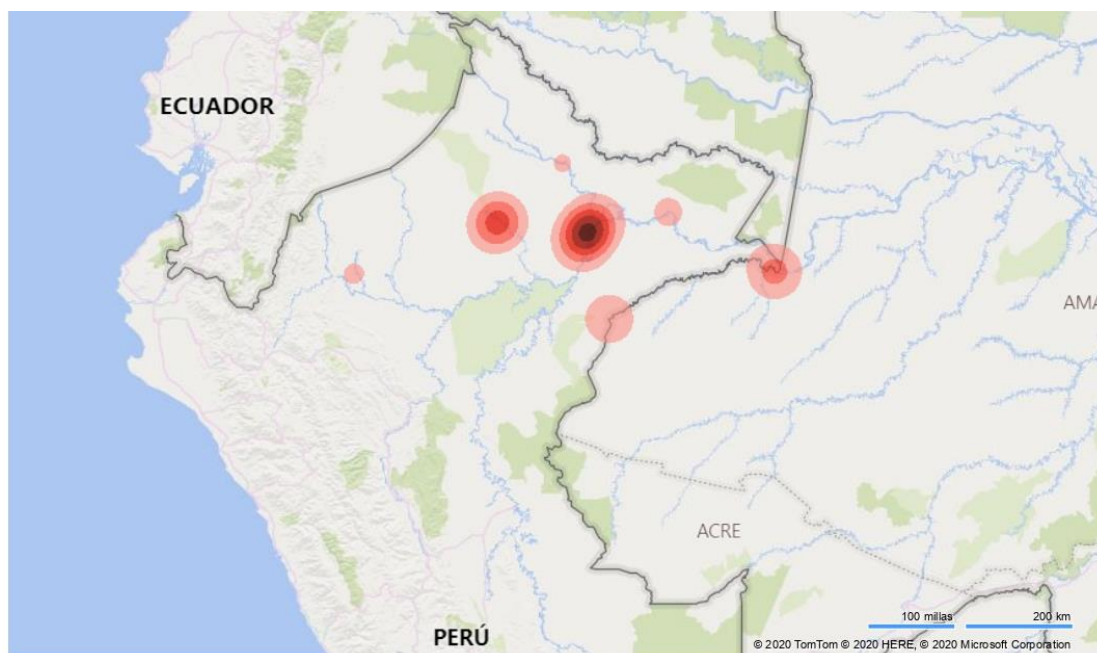 ECUADOR
AMA
ACRE
PERÚ
100 millas 200 km
© 2020 TomTom © 2020 HERE, © 2020 Microsoft Corporation